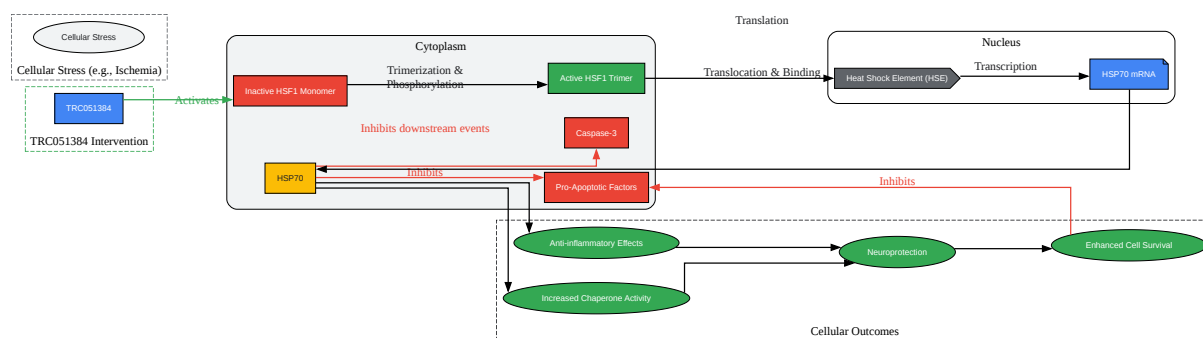 Translation
Cellular Stress
Cellular Stress (e.g., Ischemia)
TRC051384
TRC051384 Intervention
Activates
Cytoplasm
Inactive HSF1 Monomer
Trimerization &
Phosphorylation
Active HSF1 Trimer
Translocation & Binding
Nucleus
Heat Shock Element (HSE)
Transcription
HSP70 mRNA
Inhibits downstream events
Caspase-3
HSP70
Inhibits
Pro-Apoptotic Factors
Inhibits
Anti-inflammatory Effects
Neuroprotection
Enhanced Cell Survival
Increased Chaperone Activity
Cellular Outcomes